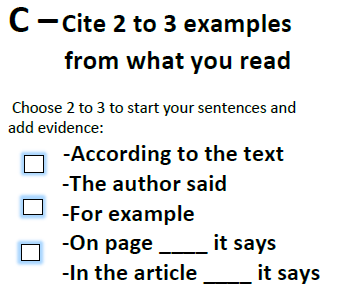 C – Cite 2 to 3 examples
from what you read
Choose 2 to 3 to start your sentences and
add evidence:
-According to the text
-The author said
-For example
-On page ____ it says
-In the article ____ it says